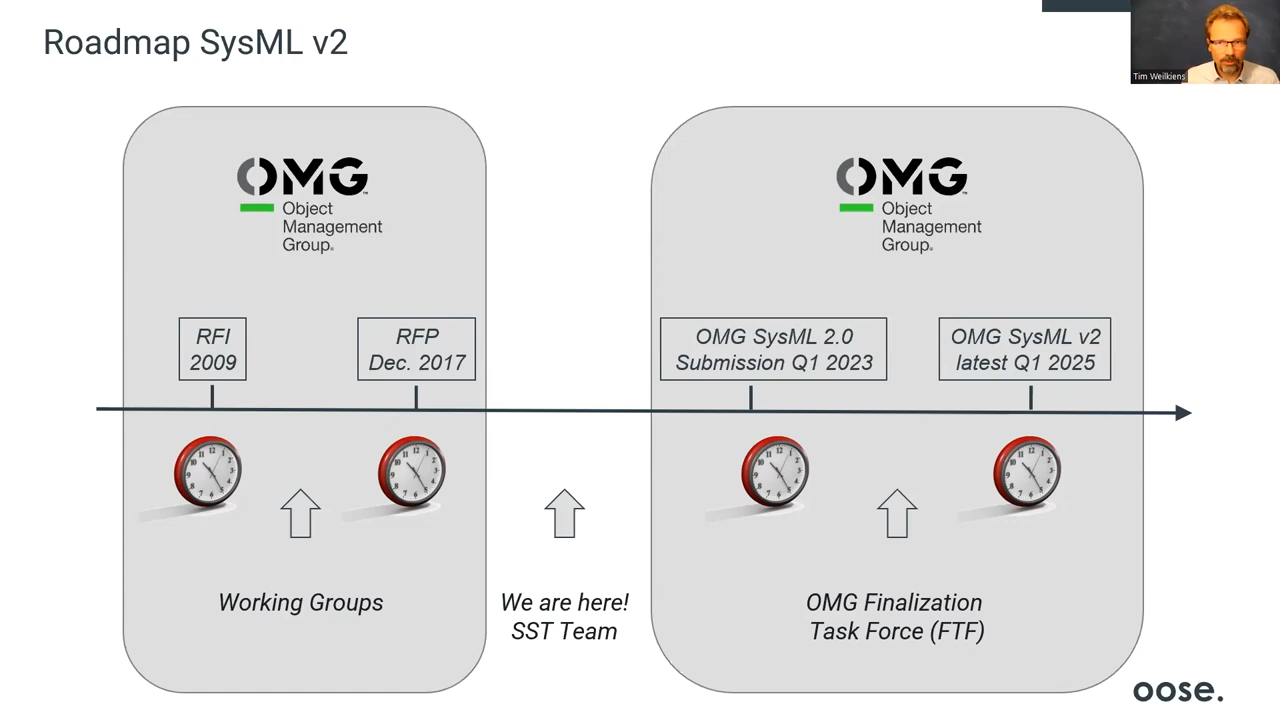 Roadmap SysML v2
Tim Weilkiens
OMG™
Object
Management
Group®
OMG™
Object
Management
Group®
RFI
2009
RFP
Dec. 2017
OMG SysML 2.0
Submission Q1 2023
OMG SysML v2
latest Q1 2025
Working Groups
We are here!
SST Team
OMG Finalization
Task Force (FTF)
oose.